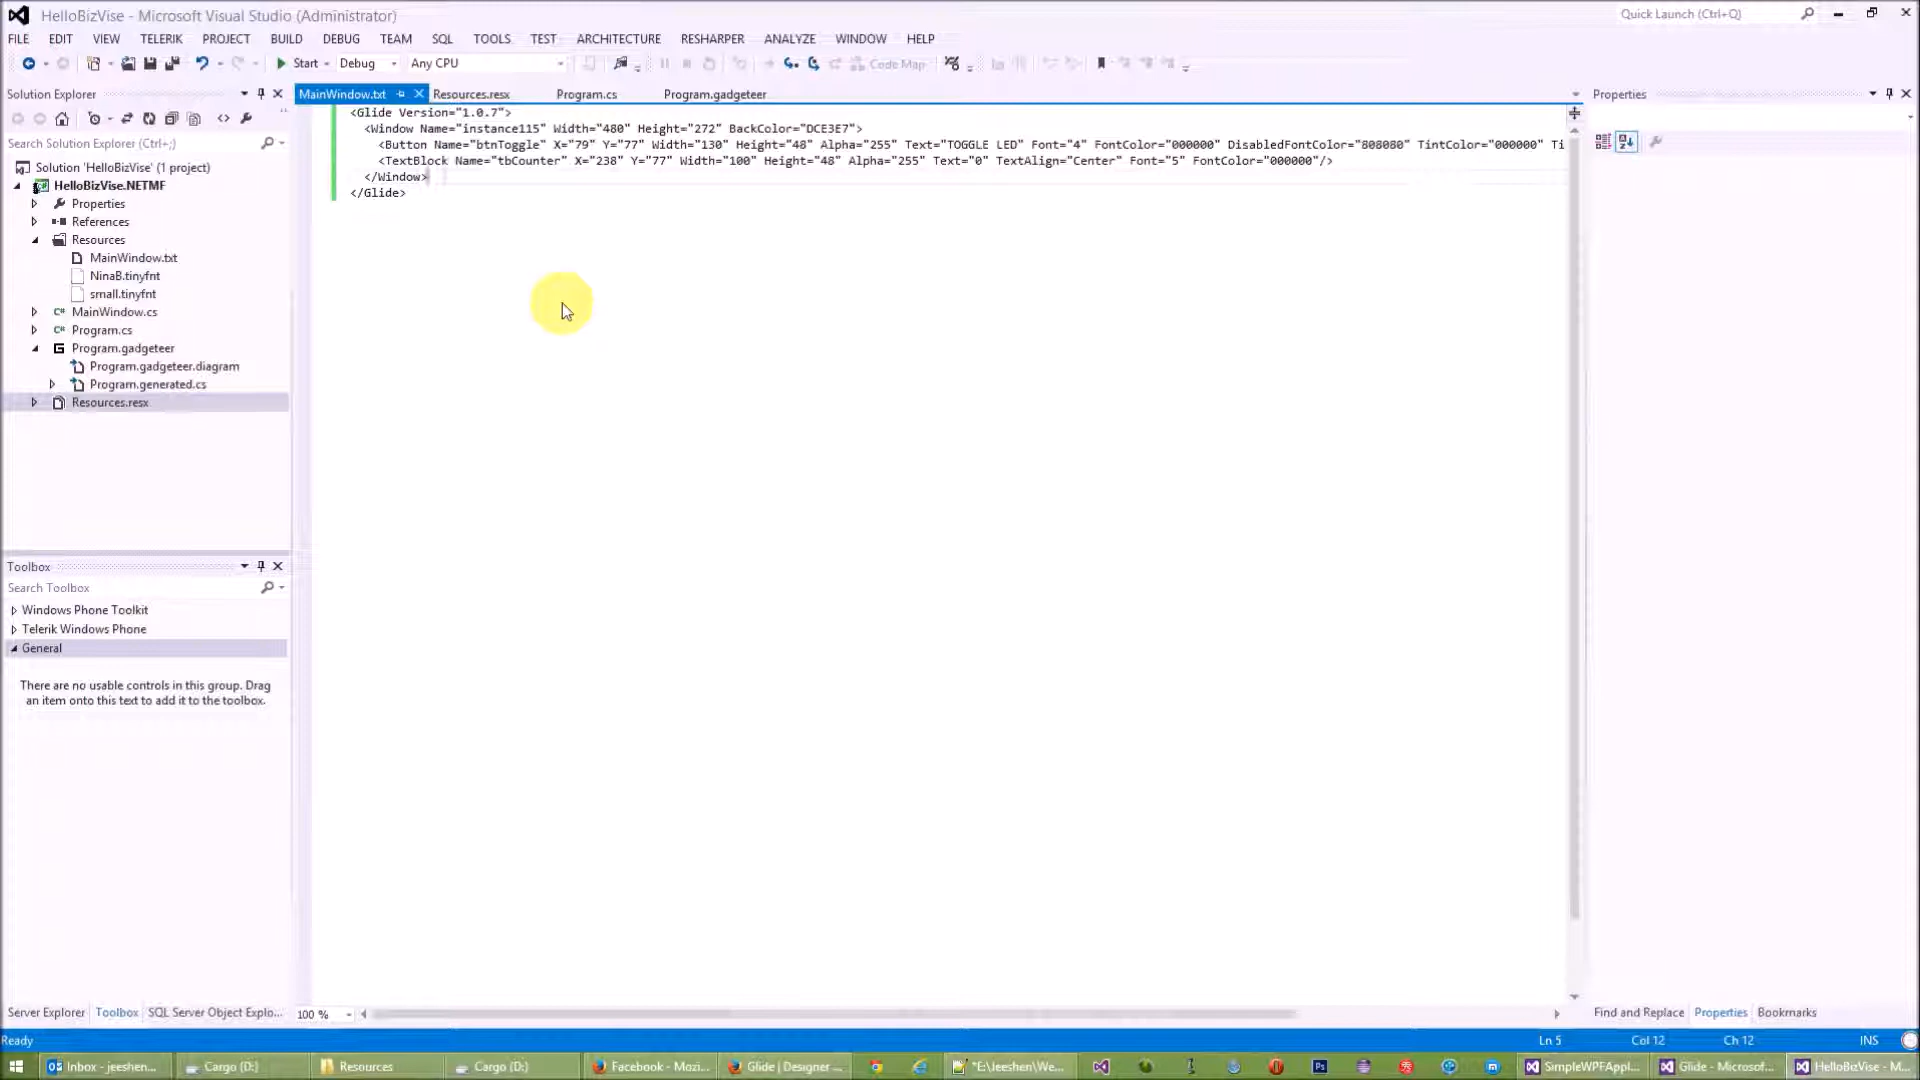 HelloBizVise - Microsoft Visual Studio (Administrator)
Quick Launch (Ctrl+Q)
FILE EDIT VIEW TELERIK PROJECT BUILD DEBUG TEAM SQL TOOLS TEST ARCHITECTURE RESHARPER ANALYZE WINDOW HELP
Start Debug Any CPU Code Map
Solution Explorer
Search Solution Explorer (Ctrl+;)
Solution 'HelloBizVise' (1 project)
HelloBizVise.NETMF
Properties
References
Resources
MainWindow.txt
NinaB.tinyfnt
small.tinyfnt
MainWindow.cs
Program.cs
Program.gadgeteer
Program.gadgeteer.diagram
Program.generated.cs
Resources.resx
Toolbox
Search Toolbox
Windows Phone Toolkit
Telerik Windows Phone
General
There are no usable controls in this group. Drag
an item onto this text to add it to the toolbox.
Server Explorer Toolbox SQL Server Object Explo...
MainWindow.txt Resources.resx Program.cs Program.gadgeteer
<Glide Version="1.0.7">
<Window Name="instance115" Width="480" Height="272" BackColor="DCE3E7">
<Button Name="btnToggle" X="79" Y="77" Width="130" Height="48" Alpha="255" Text="TOGGLE LED" Font="4" FontColor="000000" DisabledFontColor="808080" TintColor="000000" Ti
<TextBlock Name="tbCounter" X="238" Y="77" Width="100" Height="48" Alpha="255" Text="0" TextAlign="Center" Font="5" FontColor="000000"/>
</Window>
</Glide>
100 %
Properties
Find and Replace Properties Bookmarks
Ready Ln 5 Col 12 Ch 12 INS
Inbox - jeeshen... Cargo (D:) Resources Cargo (D:) Facebook - Mozi... Glide | Designer ... *E:\Jeeshen\We... SimpleWPFAppl... Glide - Microsof... HelloBizVise - M...